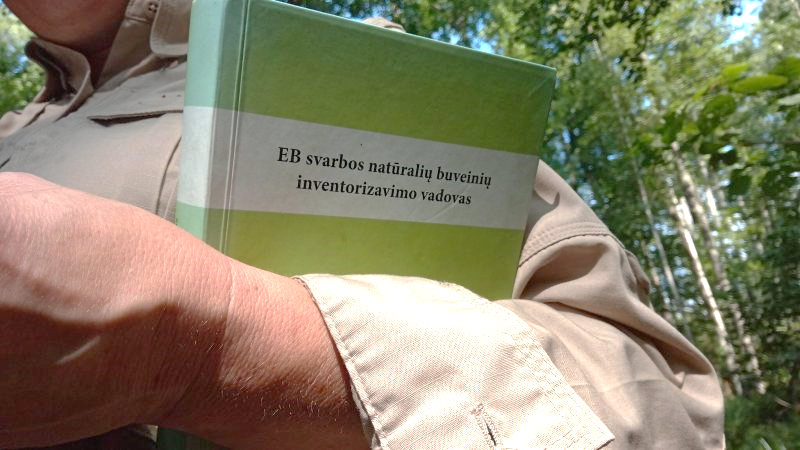 EB svarbos natūralių buveinių
inventorizavimo vadovas